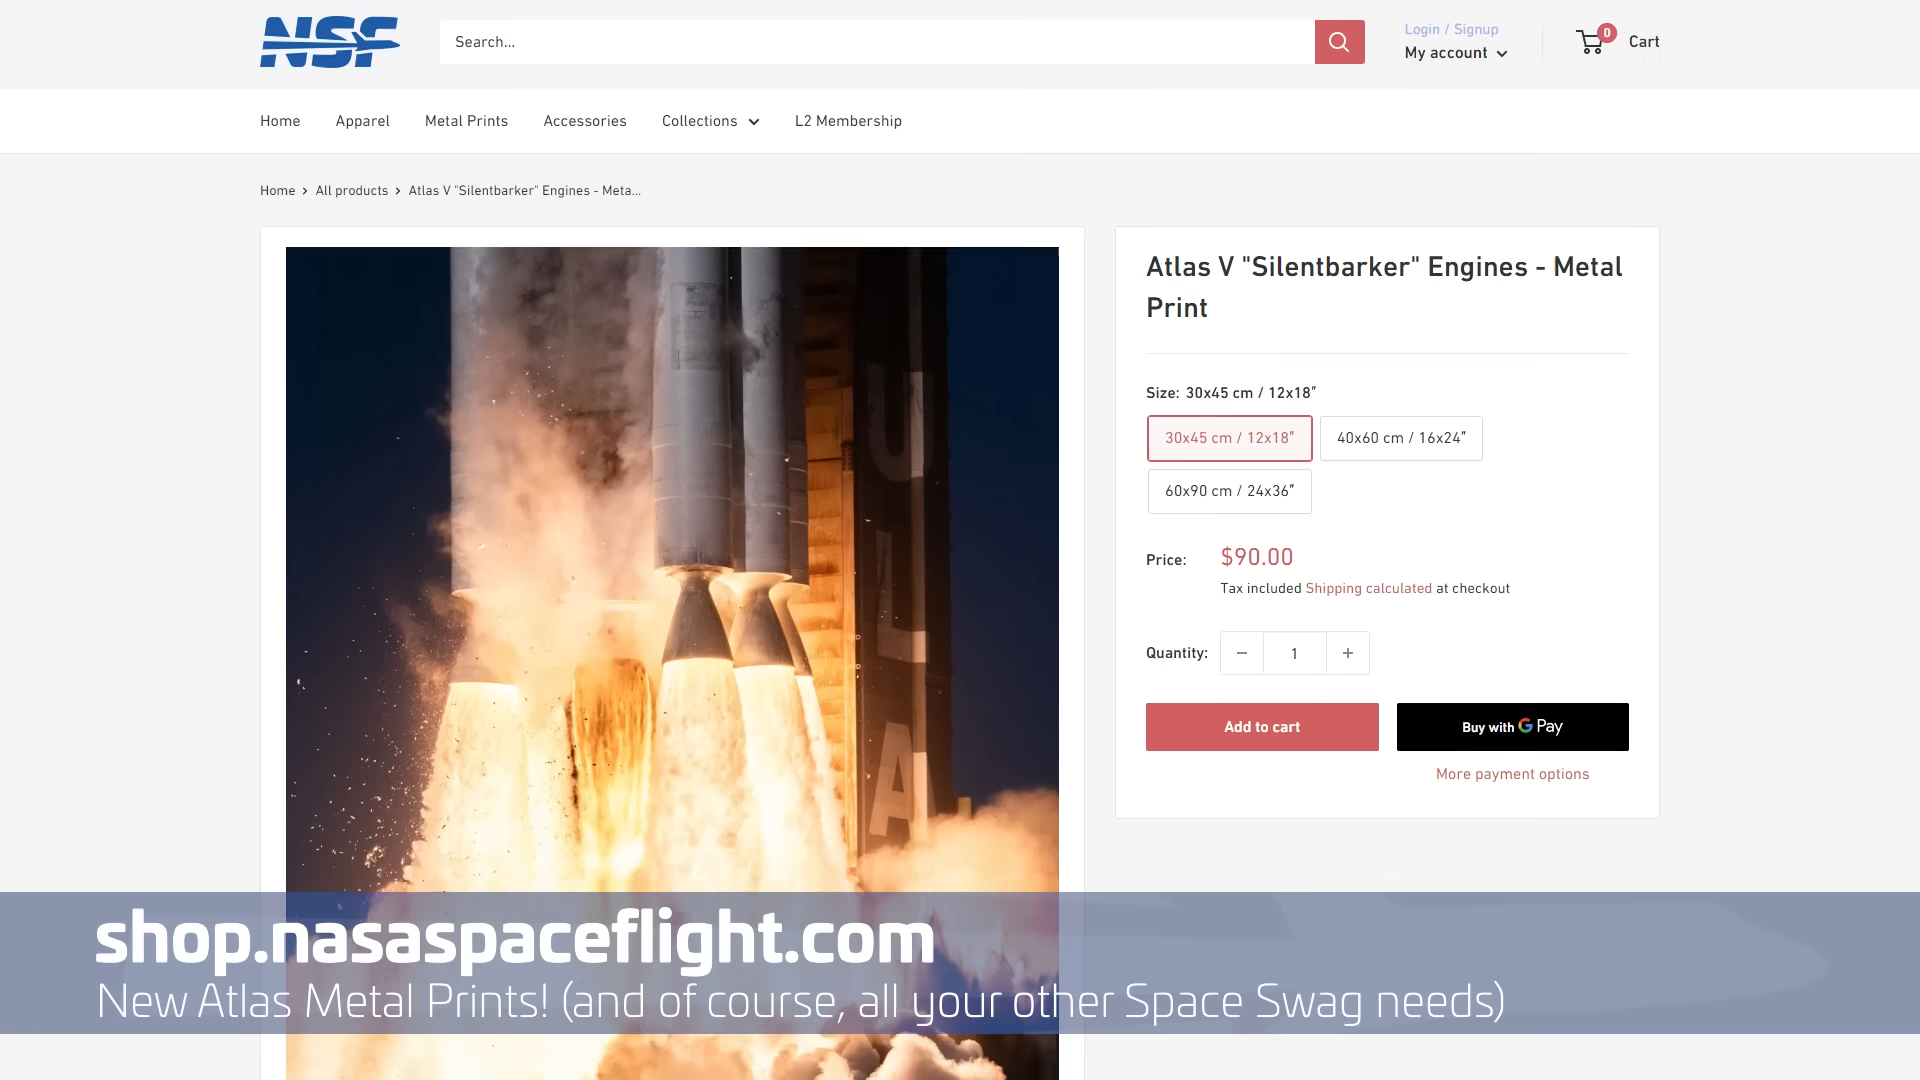 NSF
Search...
Login / Signup
My account
0
Cart
Home
Apparel
Metal Prints
Accessories
Collections
L2 Membership
Home > All products > Atlas V "Silentbarker" Engines - Meta...
Atlas V "Silentbarker" Engines - Metal
Print
Size: 30x45 cm / 12x18″
30x45 cm / 12x18″
40x60 cm / 16x24″
60x90 cm / 24x36″
Price: $90.00
Tax included Shipping calculated at checkout
Quantity: − 1 +
Add to cart
Buy with G Pay
More payment options
U
L
A
shop.nasaspaceflight.com
New Atlas Metal Prints! (and of course, all your other Space Swag needs)